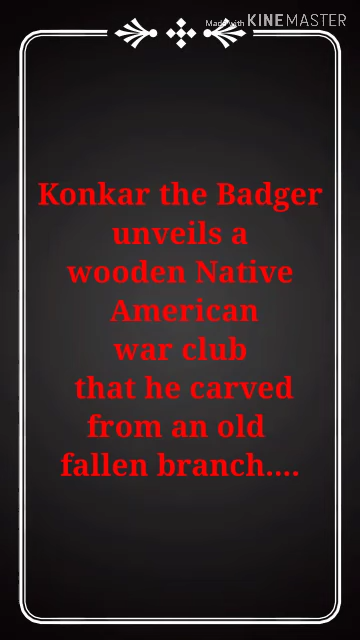 Made with KINEMASTER
Konkar the Badger
unveils a
wooden Native
American
war club
that he carved
from an old
fallen branch....